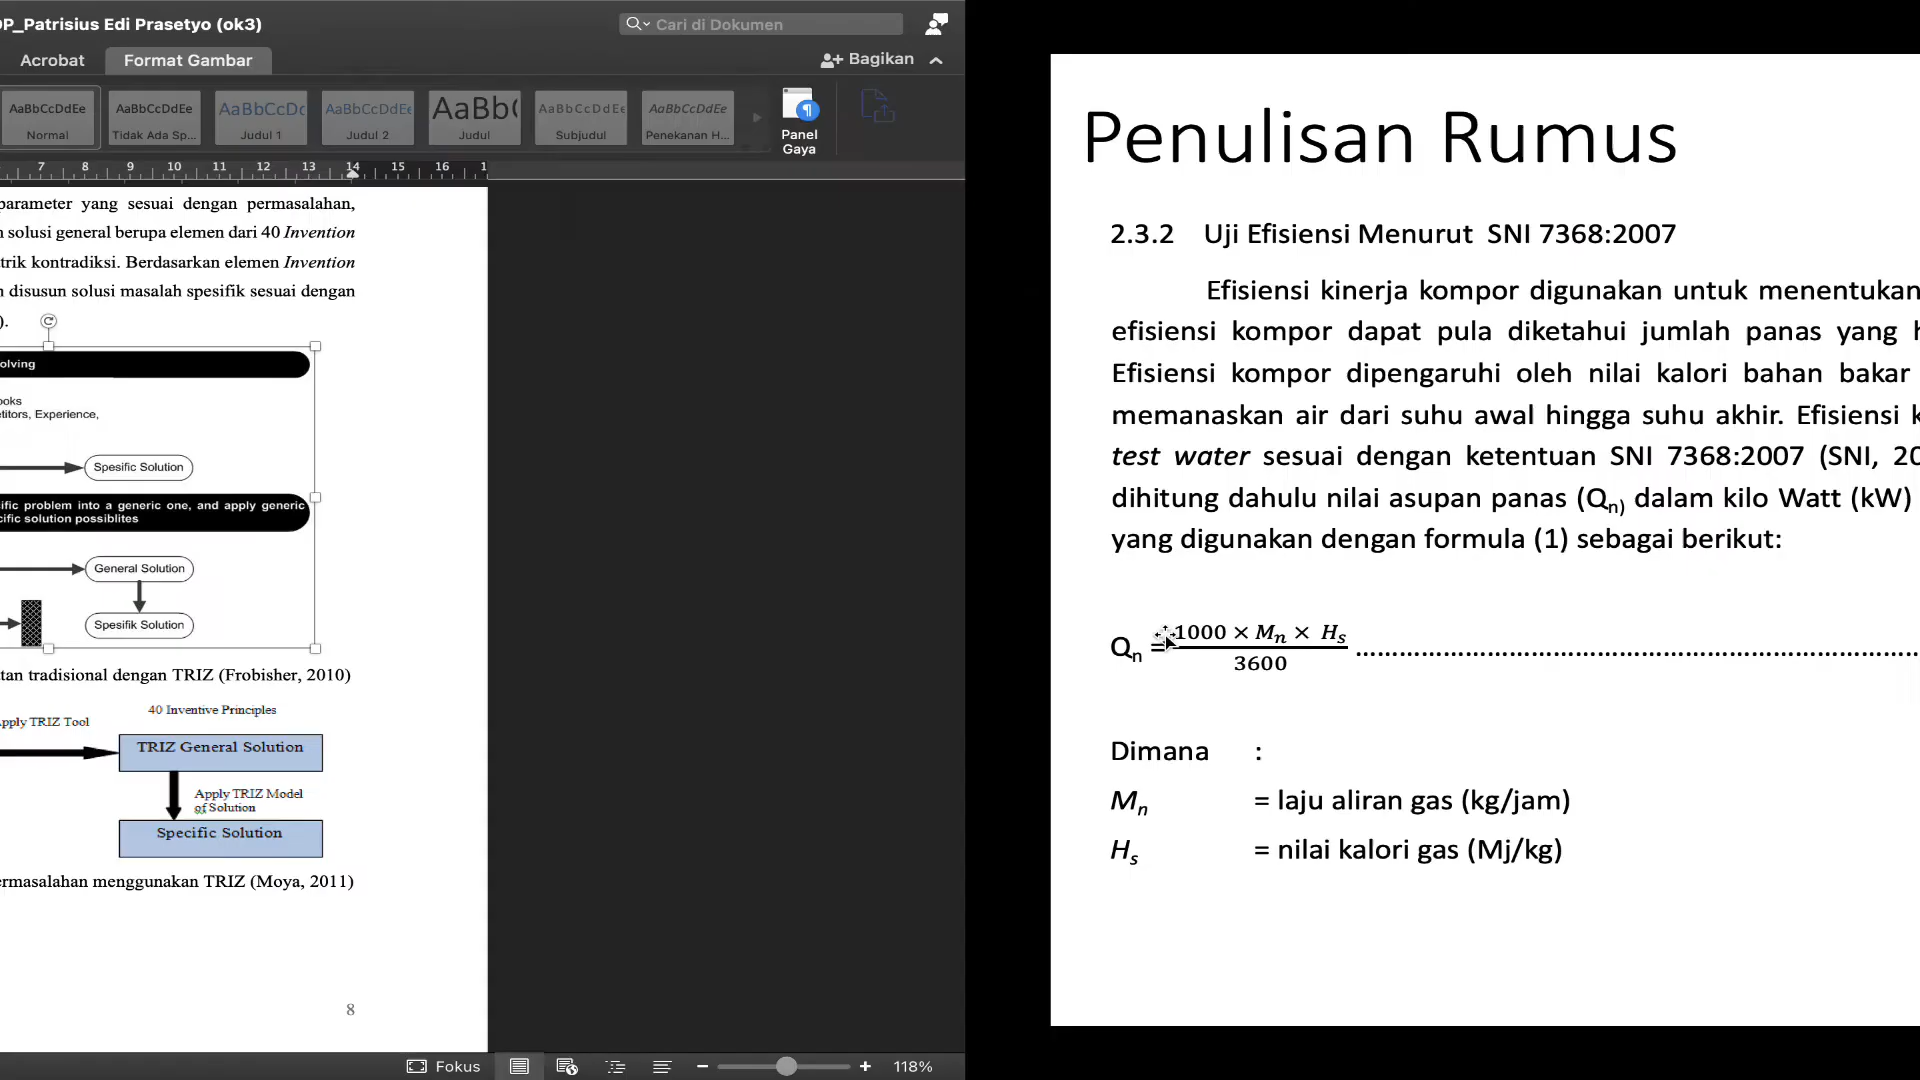 OP_Patrisius Edi Prasetyo (ok3)
Cari di Dokumen
Acrobat
Format Gambar
Bagikan
AaBbCcDdEe
Normal
AaBbCcDdEe
Tidak Ada Sp...
AaBbCcDc
Judul 1
AaBbCcDdEe
Judul 2
AaBb(
Judul
AaBbCcDdEe
Subjudul
AaBbCcDdEe
Penekanan H...
Panel
Gaya
7 8 9 10 11 12 13 14 15 16 1
parameter yang sesuai dengan permasalahan,
solusi general berupa elemen dari 40 Invention
trik kontradiksi. Berdasarkan elemen Invention
disusun solusi masalah spesifik sesuai dengan
).
olving
ooks
titors, Experience,
Spesific Solution
ific problem into a generic one, and apply generic
cific solution possiblites
General Solution
Spesifik Solution
tan tradisional dengan TRIZ (Frobisher, 2010)
40 Inventive Principles
pply TRIZ Tool
TRIZ General Solution
Apply TRIZ Model
of Solution
Specific Solution
ermasalahan menggunakan TRIZ (Moya, 2011)
8
Fokus
118%
Penulisan Rumus
2.3.2 Uji Efisiensi Menurut SNI 7368:2007
Efisiensi kinerja kompor digunakan untuk menentukan
efisiensi kompor dapat pula diketahui jumlah panas yang h
Efisiensi kompor dipengaruhi oleh nilai kalori bahan bakar
memanaskan air dari suhu awal hingga suhu akhir. Efisiensi k
test water sesuai dengan ketentuan SNI 7368:2007 (SNI, 20
dihitung dahulu nilai asupan panas (Qn) dalam kilo Watt (kW)
yang digunakan dengan formula (1) sebagai berikut:
1000 × Mn × Hs
Qn = ........................................................
3600
Dimana :
Mn = laju aliran gas (kg/jam)
Hs = nilai kalori gas (Mj/kg)